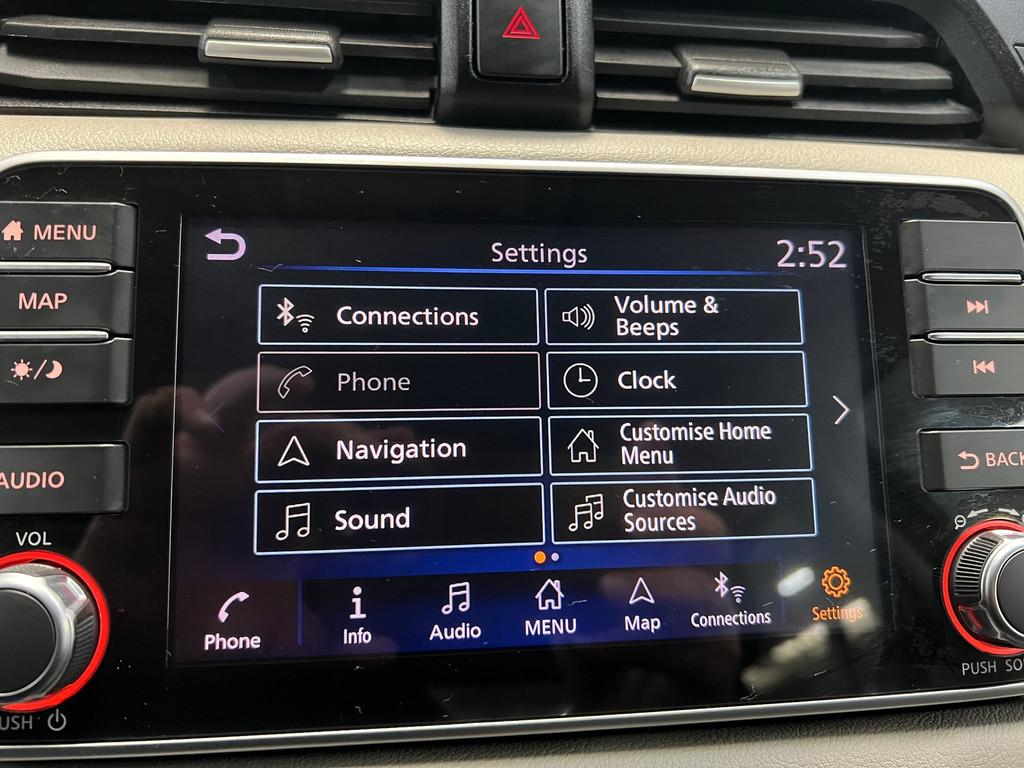 MENU
MAP
AUDIO
VOL
Settings
2:52
Connections
Volume &
Beeps
Phone
Clock
Navigation
Customise Home
Menu
Sound
Customise Audio
Sources
Phone
Info
Audio
MENU
Map
Connections
Settings
BACK
PUSH
PUSH SO